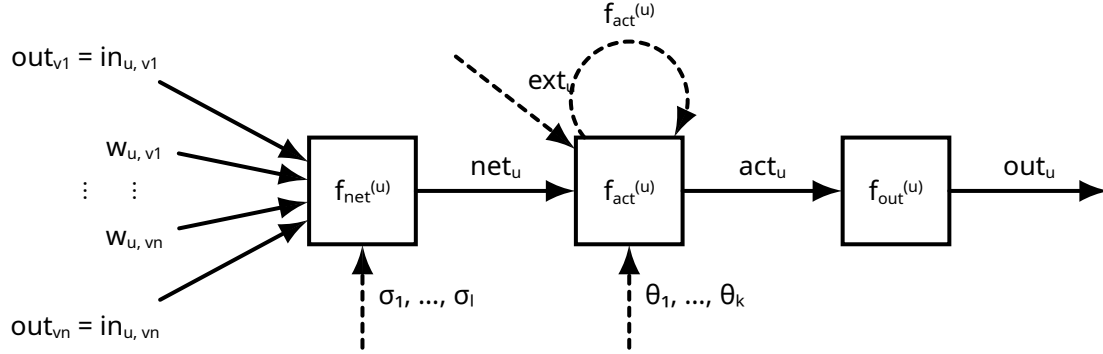 f_act^(u)
out_v1 = in_u, v1
ext_u
w_u, v1
⋮ ⋮
f_net^(u)
net_u
f_act^(u)
act_u
f_out^(u)
out_u
w_u, vn
σ_1, ..., σ_l
θ_1, ..., θ_k
out_vn = in_u, vn